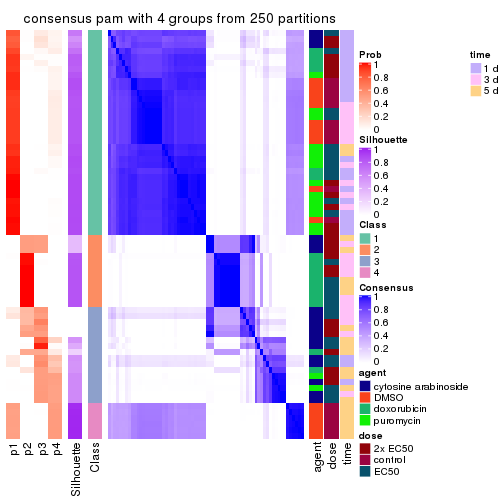 consensus pam with 4 groups from 250 partitions
Prob
1
0.8
0.6
0.4
0.2
0
time
1 d
3 d
5 d
Silhouette
1
0.8
0.6
0.4
0.2
0
Class
1
2
3
4
Consensus
1
0.8
0.6
0.4
0.2
0
agent
cytosine arabinoside
DMSO
doxorubicin
puromycin
dose
2x EC50
control
EC50
p1
p2
p3
p4
Silhouette
Class
agent
dose
time